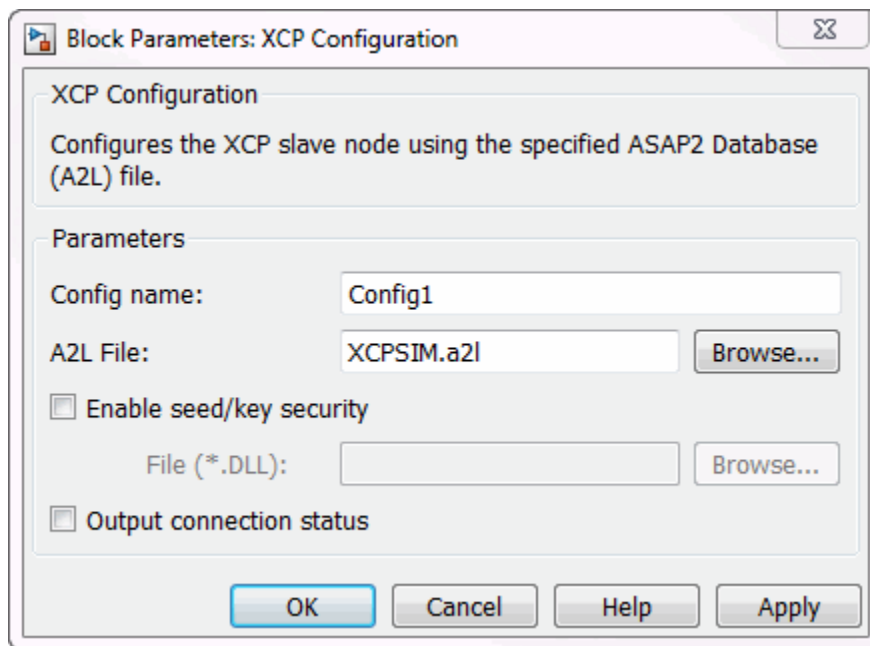 Block Parameters: XCP Configuration
XCP Configuration
Configures the XCP slave node using the specified ASAP2 Database
(A2L) file.
Parameters
Config name: Config1
A2L File: XCPSIM.a2l Browse...
Enable seed/key security
File (*.DLL): Browse...
Output connection status
OK Cancel Help Apply